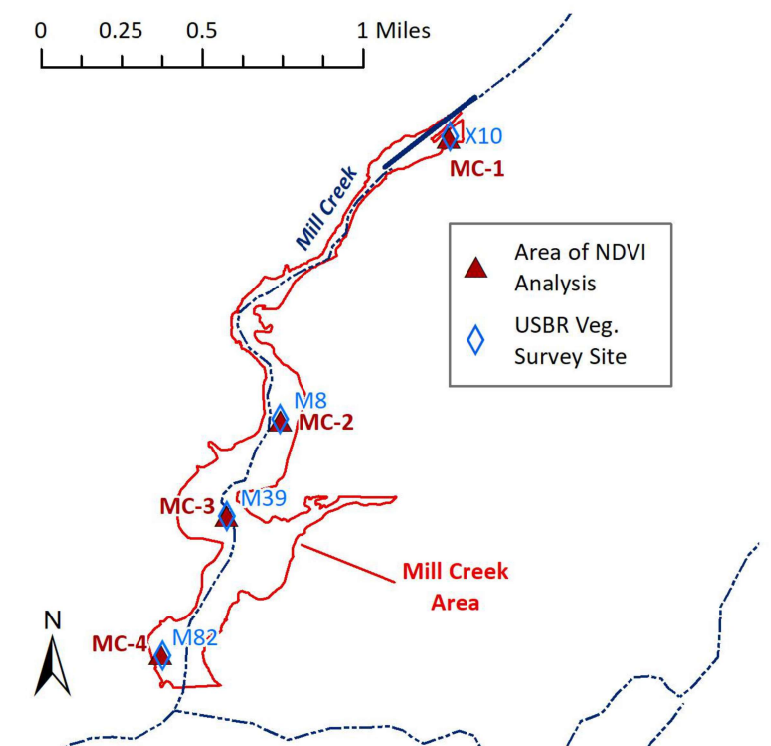 0 0.25 0.5 1 Miles
X10
MC-1
Mill Creek
Area of NDVI
Analysis
USBR Veg.
Survey Site
M8
MC-2
M39
MC-3
Mill Creek
Area
N
M82
MC-4